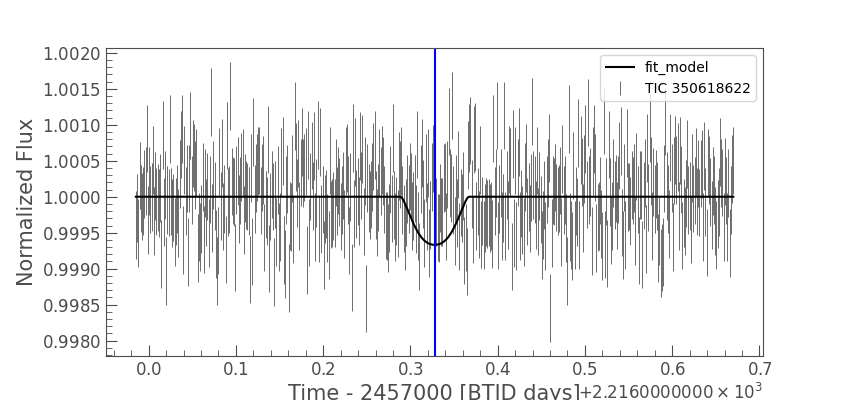 1.0020
1.0015
1.0010
1.0005
1.0000
0.9995
0.9990
0.9985
0.9980
Normalized Flux
fit_model
TIC 350618622
0.0 0.1 0.2 0.3 0.4 0.5 0.6 0.7
Time - 2457000 [BTJD days]
+2.2160000000 × 10³